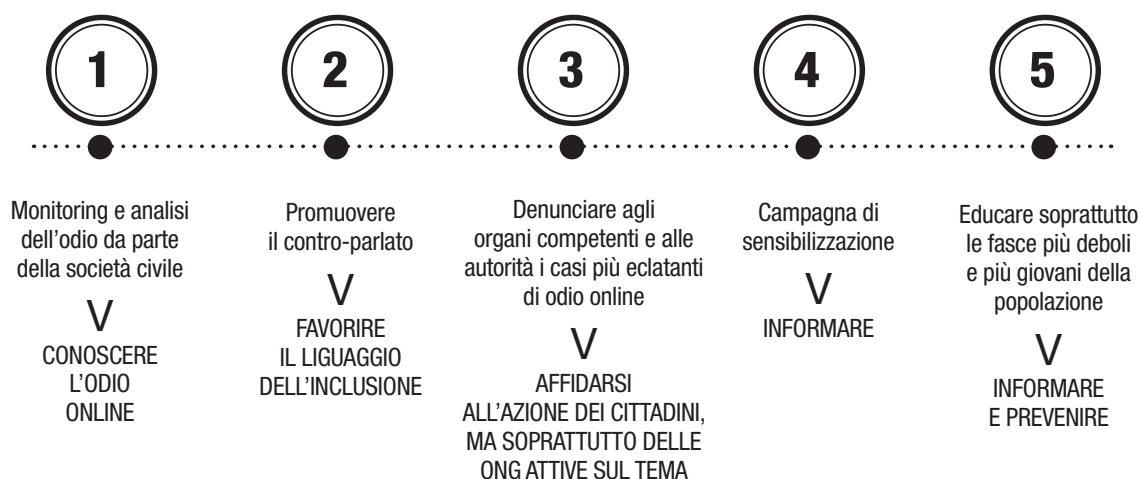 1
Monitoring e analisi
dell'odio da parte
della società civile
V
CONOSCERE
L'ODIO
ONLINE
2
Promuovere
il contro-parlato
V
FAVORIRE
IL LIGUAGGIO
DELL'INCLUSIONE
3
Denunciare agli
organi competenti e alle
autorità i casi più eclatanti
di odio online
V
AFFIDARSI
ALL'AZIONE DEI CITTADINI,
MA SOPRATTUTTO DELLE
ONG ATTIVE SUL TEMA
4
Campagna di
sensibilizzazione
V
INFORMARE
5
Educare soprattutto
le fasce più deboli
e più giovani della
popolazione
V
INFORMARE
E PREVENIRE